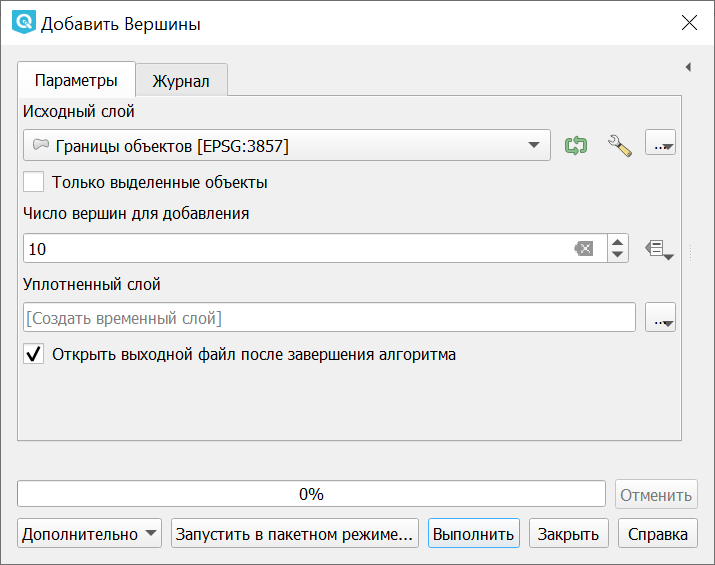 Добавить Вершины
Параметры
Журнал
Исходный слой
Границы объектов [EPSG:3857]
...
Только выделенные объекты
Число вершин для добавления
10
Уплотненный слой
[Создать временный слой]
...
Открыть выходной файл после завершения алгоритма
0%
Отменить
Дополнительно
Запустить в пакетном режиме...
Выполнить
Закрыть
Справка